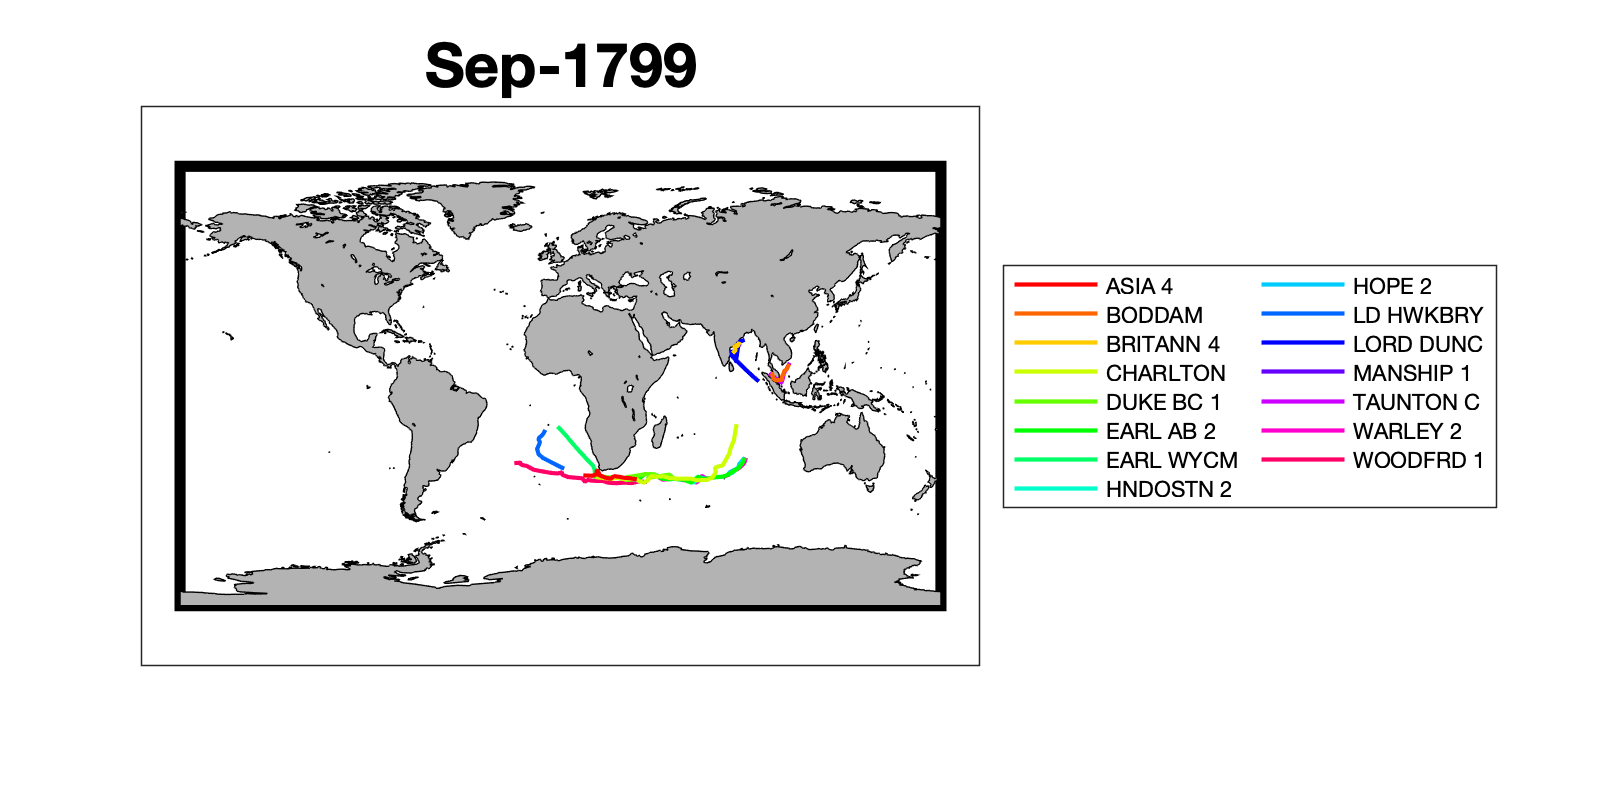 Sep-1799
ASIA 4
BODDAM
BRITANN 4
CHARLTON
DUKE BC 1
EARL AB 2
EARL WYCM
HNDOSTN 2
HOPE 2
LD HWKBRY
LORD DUNC
MANSHIP 1
TAUNTON C
WARLEY 2
WOODFRD 1